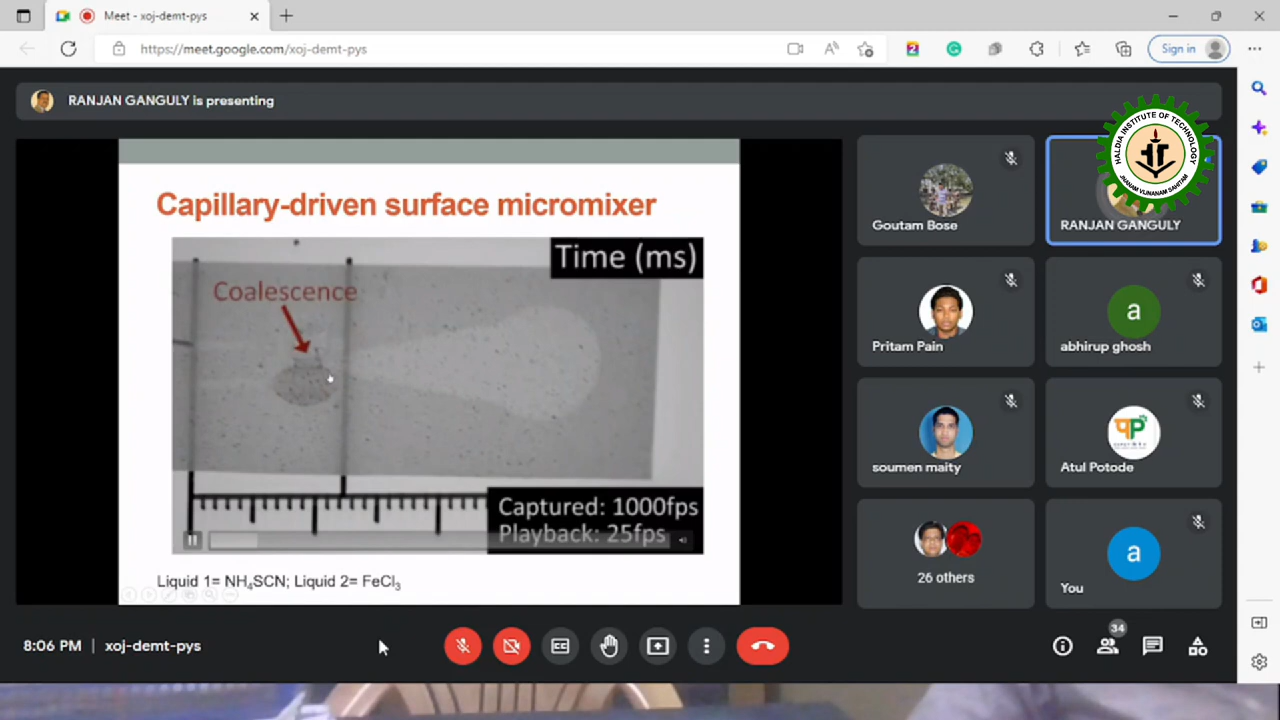 Meet - xoj-demt-pys
https://meet.google.com/xoj-demt-pys
Sign in
RANJAN GANGULY is presenting
HALDIA INSTITUTE OF TECHNOLOGY
Capillary-driven surface micromixer
Time (ms)
Coalescence
Captured: 1000fps
Playback: 25fps
Liquid 1= NH4SCN; Liquid 2= FeCl3
Goutam Bose
RANJAN GANGULY
Pritam Pain
a
abhirup ghosh
soumen maity
Atul Potode
26 others
a
You
8:06 PM | xoj-demt-pys
CC
34